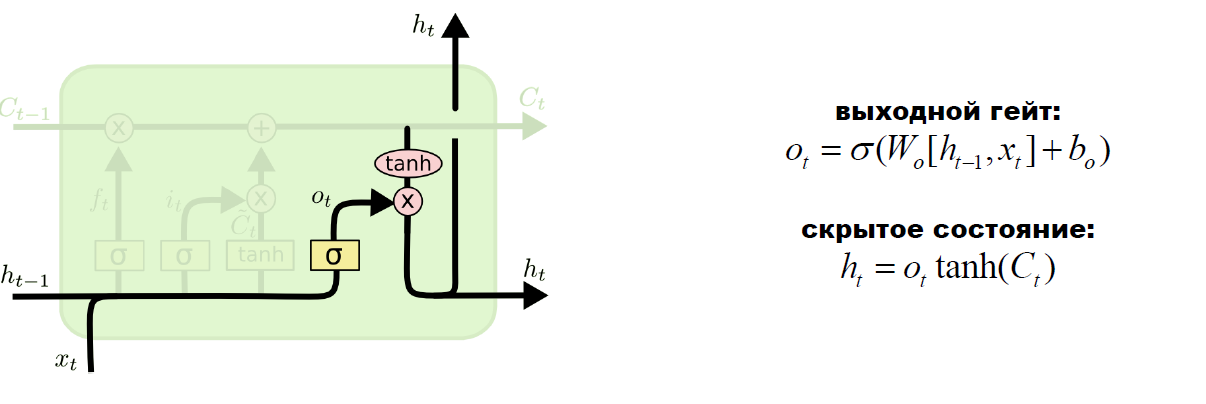 h_t
C_{t-1}
C_t
x
+
tanh
f_t
i_t
x
o_t
x
C̃_t
σ
σ
tanh
σ
h_{t-1}
h_t
x_t
выходной гейт:
o_t = σ(W_o[h_{t-1}, x_t] + b_o)
скрытое состояние:
h_t = o_t tanh(C_t)